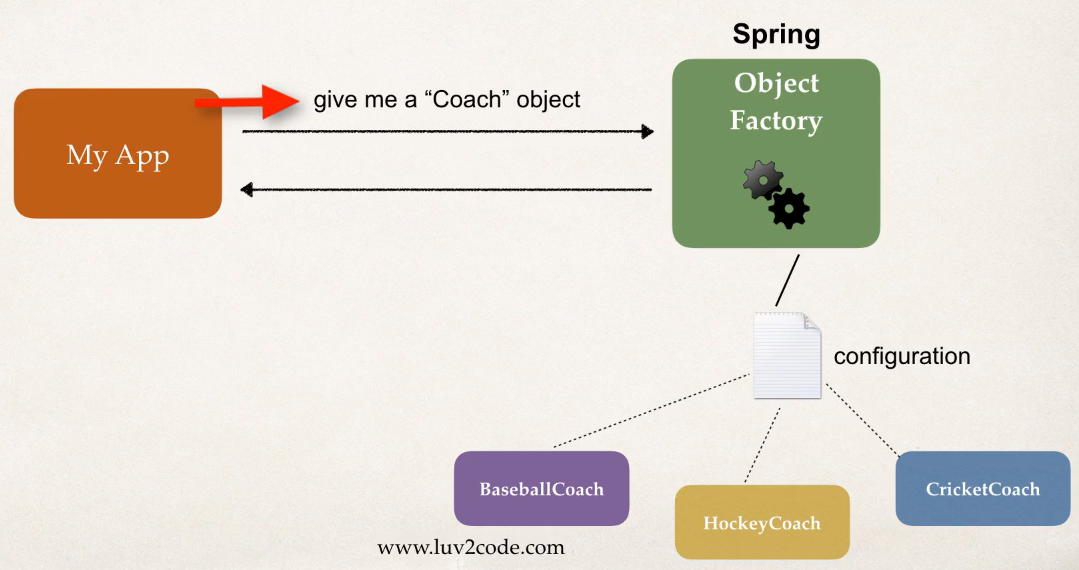 Spring
Object
Factory
give me a “Coach” object
My App
configuration
BaseballCoach
HockeyCoach
CricketCoach
www.luv2code.com